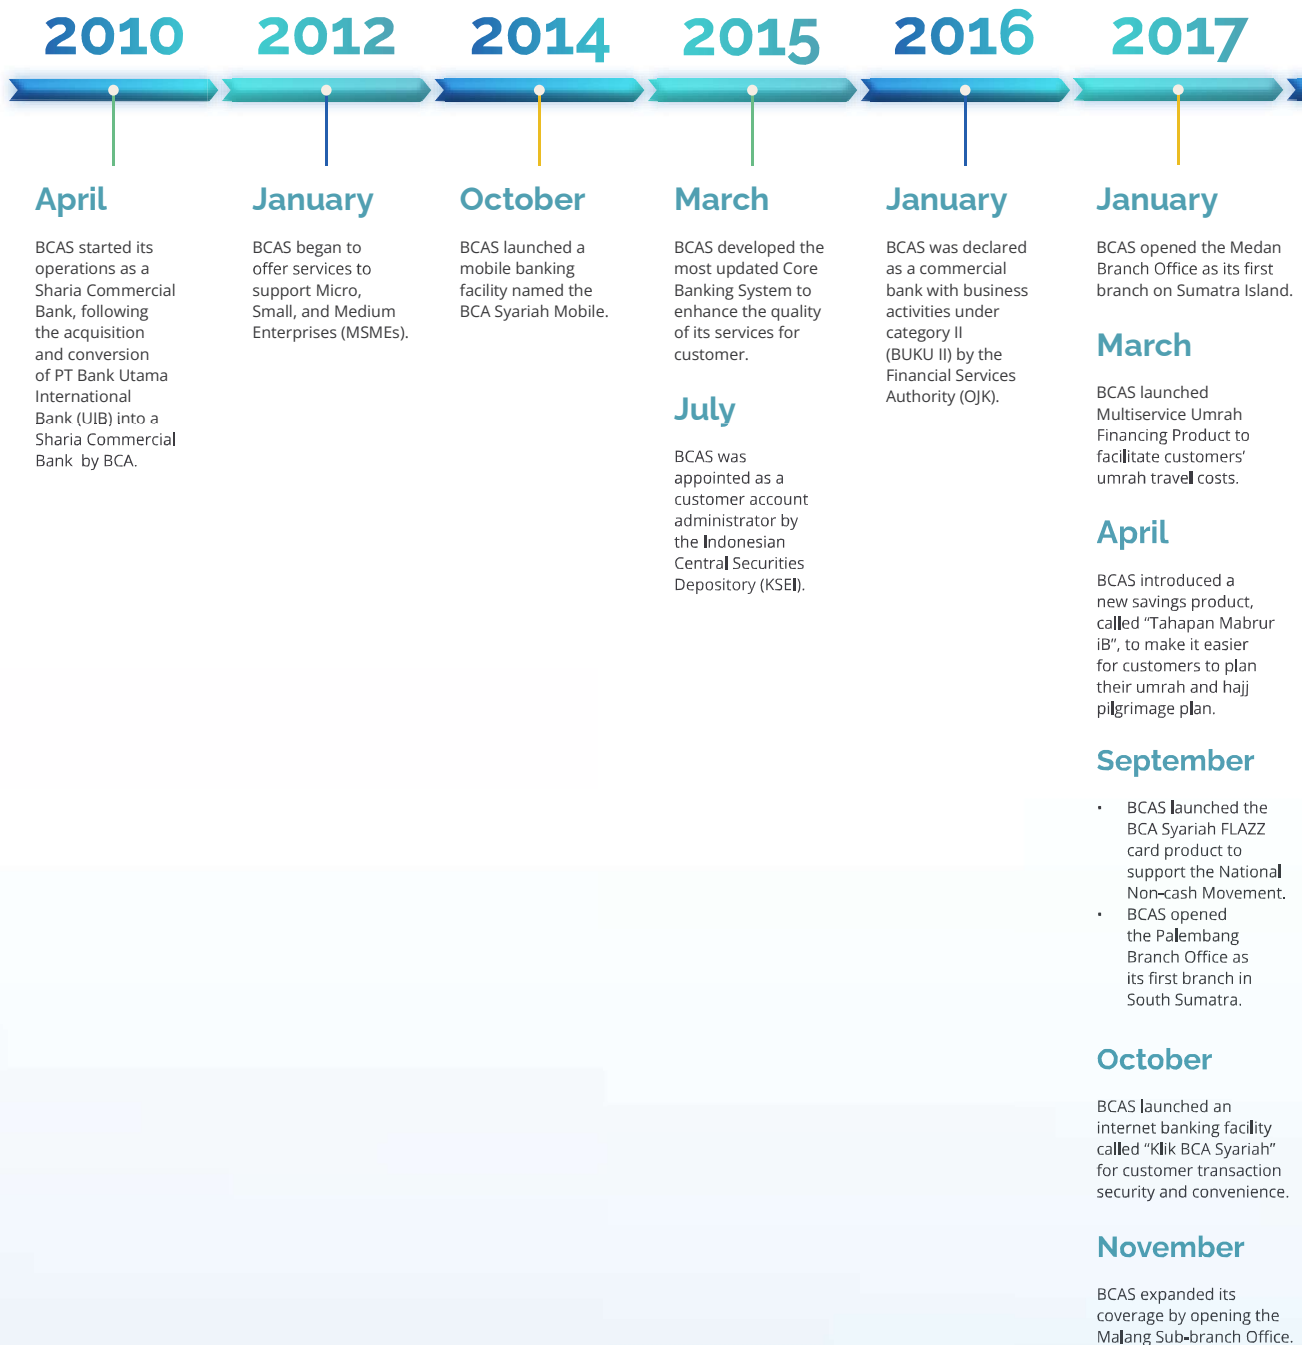 2010
April
BCAS started its
operations as a
Sharia Commercial
Bank, following
the acquisition
and conversion
of PT Bank Utama
International
Bank (UIB) into a
Sharia Commercial
Bank by BCA.
2012
January
BCAS began to
offer services to
support Micro,
Small, and Medium
Enterprises (MSMEs).
2014
October
BCAS launched a
mobile banking
facility named the
BCA Syariah Mobile.
2015
March
BCAS developed the
most updated Core
Banking System to
enhance the quality
of its services for
customer.
July
BCAS was
appointed as a
customer account
administrator by
the Indonesian
Central Securities
Depository (KSEI).
2016
January
BCAS was declared
as a commercial
bank with business
activities under
category II
(BUKU II) by the
Financial Services
Authority (OJK).
2017
January
BCAS opened the Medan
Branch Office as its first
branch on Sumatra Island.
March
BCAS launched
Multiservice Umrah
Financing Product to
facilitate customers'
umrah travel costs.
April
BCAS introduced a
new savings product,
called “Tahapan Mabrur
iB”, to make it easier
for customers to plan
their umrah and hajj
pilgrimage plan.
September
• BCAS launched the
BCA Syariah FLAZZ
card product to
support the National
Non-cash Movement.
• BCAS opened
the Palembang
Branch Office as
its first branch in
South Sumatra.
October
BCAS launched an
internet banking facility
called “Klik BCA Syariah”
for customer transaction
security and convenience.
November
BCAS expanded its
coverage by opening the
Malang Sub-branch Office.